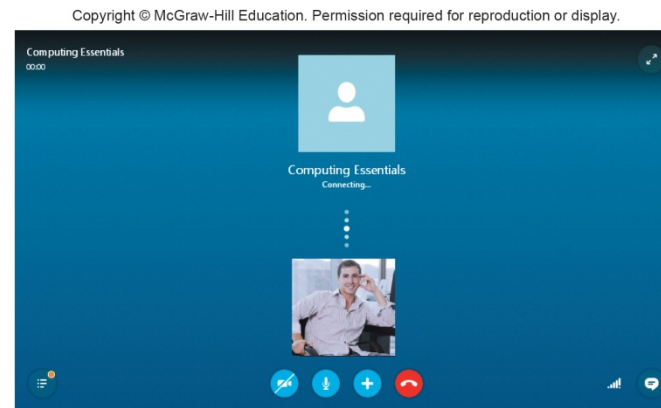 Copyright © McGraw-Hill Education. Permission required for reproduction or display.
Computing Essentials
00:00
Computing Essentials
Connecting...